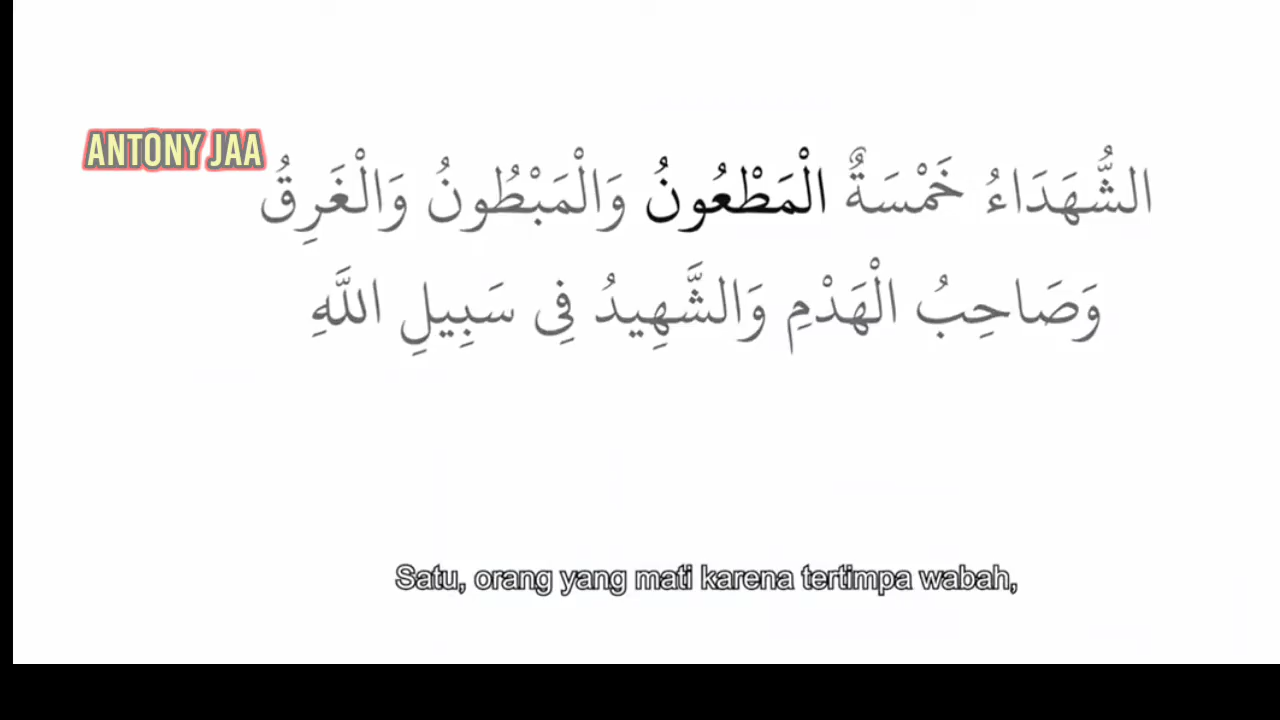 ANTONY JAA
الشُّهَدَاءُ خَمْسَةٌ الْمَطْعُونُ وَالْمَبْطُونُ وَالْغَرِقُ
وَصَاحِبُ الْهَدْمِ وَالشَّهِيدُ فِى سَبِيلِ اللَّهِ
Satu, orang yang mati karena tertimpa wabah,